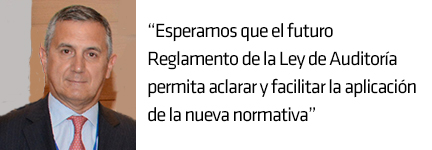 “Esperamos que el futuro
Reglamento de la Ley de Auditoría
permita aclarar y facilitar la aplicación
de la nueva normativa”